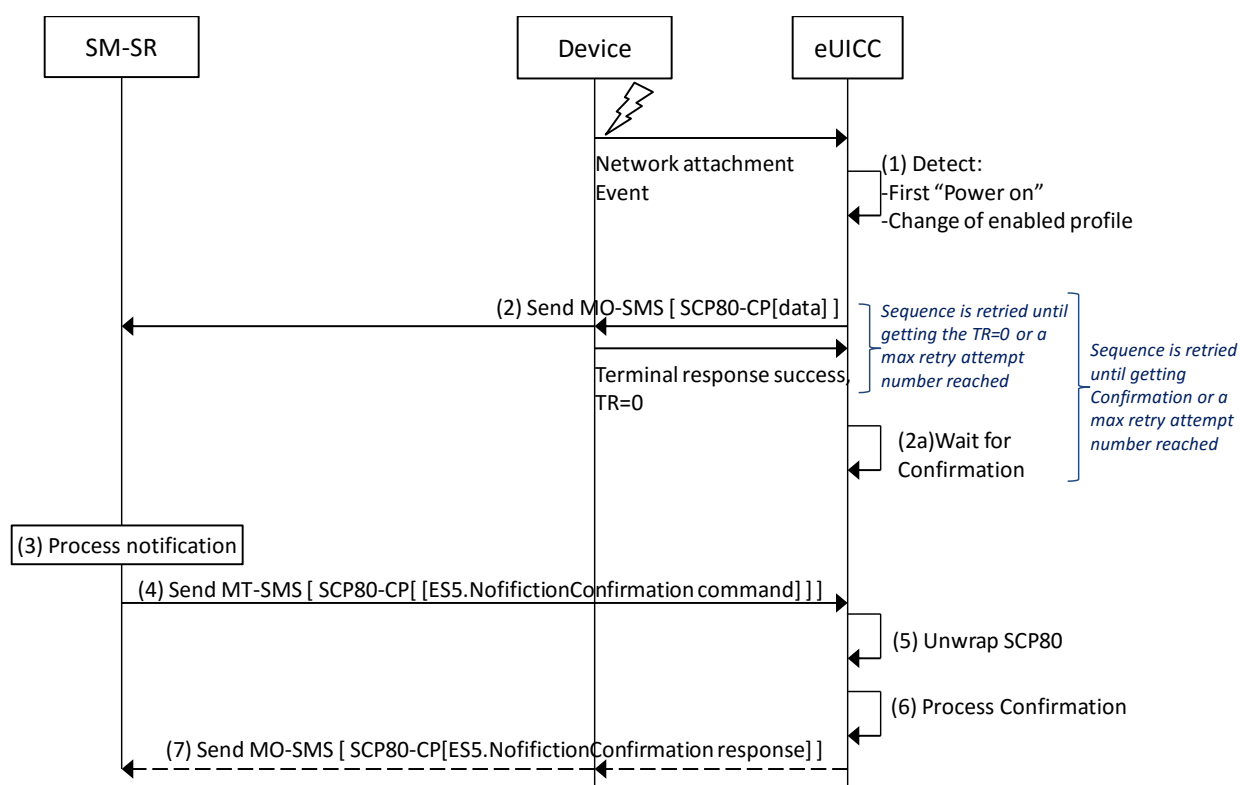 SM-SR
Device
eUICC
Network attachment
Event
(1) Detect:
-First “Power on”
-Change of enabled profile
(2) Send MO-SMS [ SCP80-CP[data] ]
Sequence is retried until
getting the TR=0 or a
max retry attempt
number reached
Terminal response success,
TR=0
Sequence is retried
until getting
Confirmation or a
max retry attempt
number reached
(2a)Wait for
Confirmation
(3) Process notification
(4) Send MT-SMS [ SCP80-CP[ [ES5.NofifictionConfirmation command] ] ]
(5) Unwrap SCP80
(6) Process Confirmation
(7) Send MO-SMS [ SCP80-CP[ES5.NofifictionConfirmation response] ]